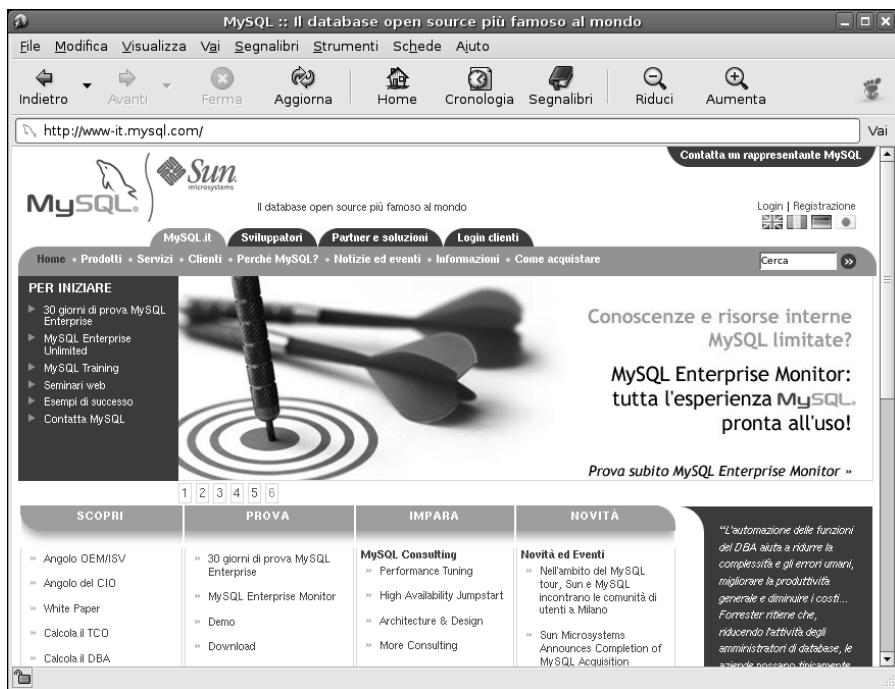 MySQL :: Il database open source più famoso al mondo
File Modifica Visualizza Vai Segnalibri Strumenti Schede Aiuto
Indietro Avanti Ferma Aggiorna Home Cronologia Segnalibri Riduci Aumenta
http://www-it.mysql.com/ Vai
Contatta un rappresentante MySQL
MySQL.
Sun
microsystems
Il database open source più famoso al mondo
Login | Registrazione
MySQL.it Sviluppatori Partner e soluzioni Login clienti
Home Prodotti Servizi Clienti Perché MySQL? Notizie ed eventi Informazioni Come acquistare
Cerca »
PER INIZIARE
30 giorni di prova MySQL
Enterprise
MySQL Enterprise
Unlimited
MySQL Training
Seminari web
Esempi di successo
Contatta MySQL
Conoscenze e risorse interne
MySQL limitate?
MySQL Enterprise Monitor:
tutta l'esperienza MySQL.
pronta all'uso!
Prova subito MySQL Enterprise Monitor »
1 2 3 4 5 6
SCOPRI
» Angolo OEM/ISV
» Angolo del CIO
» White Paper
» Calcola il TCO
» Calcola il DBA
PROVA
» 30 giorni di prova MySQL
Enterprise
» MySQL Enterprise Monitor
» Demo
» Download
IMPARA
MySQL Consulting
» Performance Tuning
» High Availability Jumpstart
» Architecture & Design
» More Consulting
NOVITÀ
Novità ed Eventi
» Nell'ambito del MySQL
tour, Sun e MySQL
incontrano le comunità di
utenti a Milano
» Sun Microsystems
Announces Completion of
MySQL Acquisition
“L'automazione delle funzioni
del DBA aiuta a ridurre la
complessità e gli errori umani,
migliorare la produttività
generale e diminuire i costi...
Forrester ritiene che,
riducendo l'attività degli
amministratori di database, le
aziende possano tipicamente